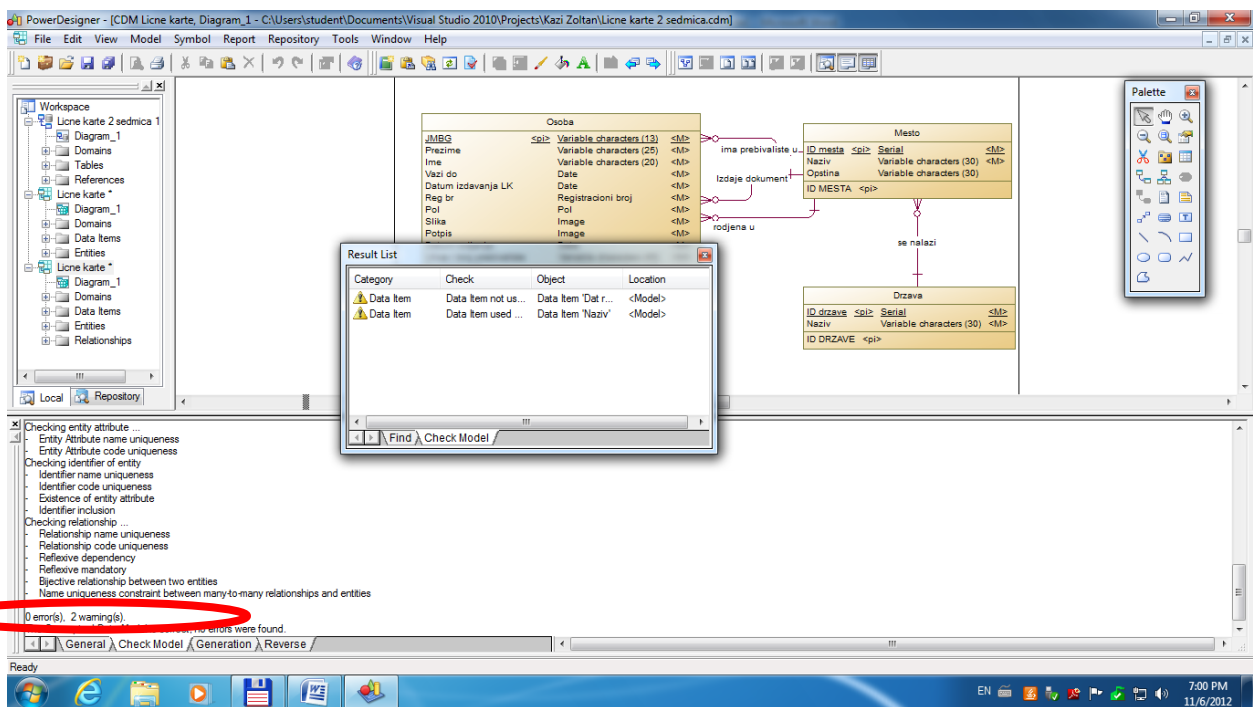 PowerDesigner - [CDM Licne karte, Diagram_1 - C:\Users\student\Documents\Visual Studio 2010\Projects\Kazi Zoltan\Licne karte 2 sedmica.cdm]
File Edit View Model Symbol Report Repository Tools Window Help
Workspace
Licne karte 2 sedmica 1
Diagram_1
Domains
Tables
References
Licne karte *
Diagram_1
Domains
Data Items
Entities
Licne karte *
Diagram_1
Domains
Data Items
Entities
Relationships
Local Repository
Osoba
JMBG <pi> Variable characters (13) <M>
Prezime Variable characters (25) <M>
Ime Variable characters (20) <M>
Vazi do Date <M>
Datum izdavanja LK Date <M>
Reg br Registracioni broj <M>
Pol Pol <M>
Slika Image <M>
Potpis Image <M>
ima prebivaliste u
Izdaje dokument
rodjena u
Mesto
ID mesta <pi> Serial <M>
Naziv Variable characters (30) <M>
Opstina Variable characters (30)
ID MESTA <pi>
se nalazi
Drzava
ID drzave <pi> Serial <M>
Naziv Variable characters (30) <M>
ID DRZAVE <pi>
Palette
Result List
Category Check Object Location
Data Item Data Item not us... Data Item 'Dat r... <Model>
Data Item Data Item used ... Data Item 'Naziv' <Model>
Find Check Model
Checking entity attribute ...
- Entity Attribute name uniqueness
- Entity Attribute code uniqueness
Checking identifier of entity
- Identifier name uniqueness
- Identifier code uniqueness
- Existence of entity attribute
- Identifier inclusion
Checking relationship ...
- Relationship name uniqueness
- Relationship code uniqueness
- Reflexive dependency
- Reflexive mandatory
- Bijective relationship between two entities
- Name uniqueness constraint between many-to-many relationships and entities
0 error(s), 2 warning(s).
no errors were found.
General Check Model Generation Reverse
Ready
EN 7:00 PM
11/6/2012